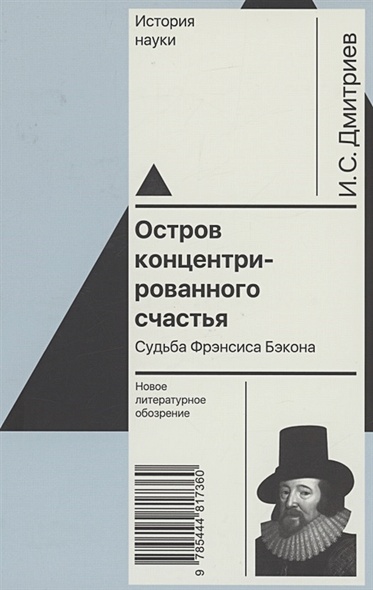 История
науки
И. С. Дмитриев
Остров
концентри-
рованного
счастья
Судьба Фрэнсиса Бэкона
Новое
литературное
обозрение
9 785444 817360